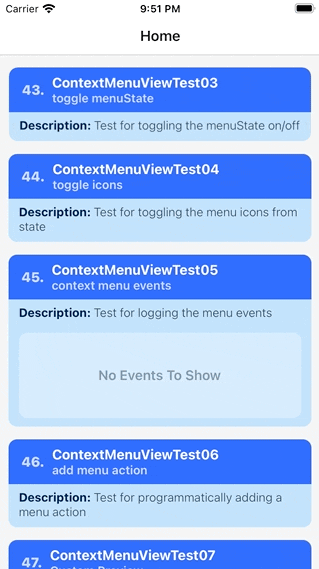 Carrier 9:51 PM
Home
43. ContextMenuViewTest03
toggle menuState
Description: Test for toggling the menuState on/off
44. ContextMenuViewTest04
toggle icons
Description: Test for toggling the menu icons from
state
45. ContextMenuViewTest05
context menu events
Description: Test for logging the menu events
No Events To Show
46. ContextMenuViewTest06
add menu action
Description: Test for programmatically adding a
menu action
47. ContextMenuViewTest07
Custom Preview